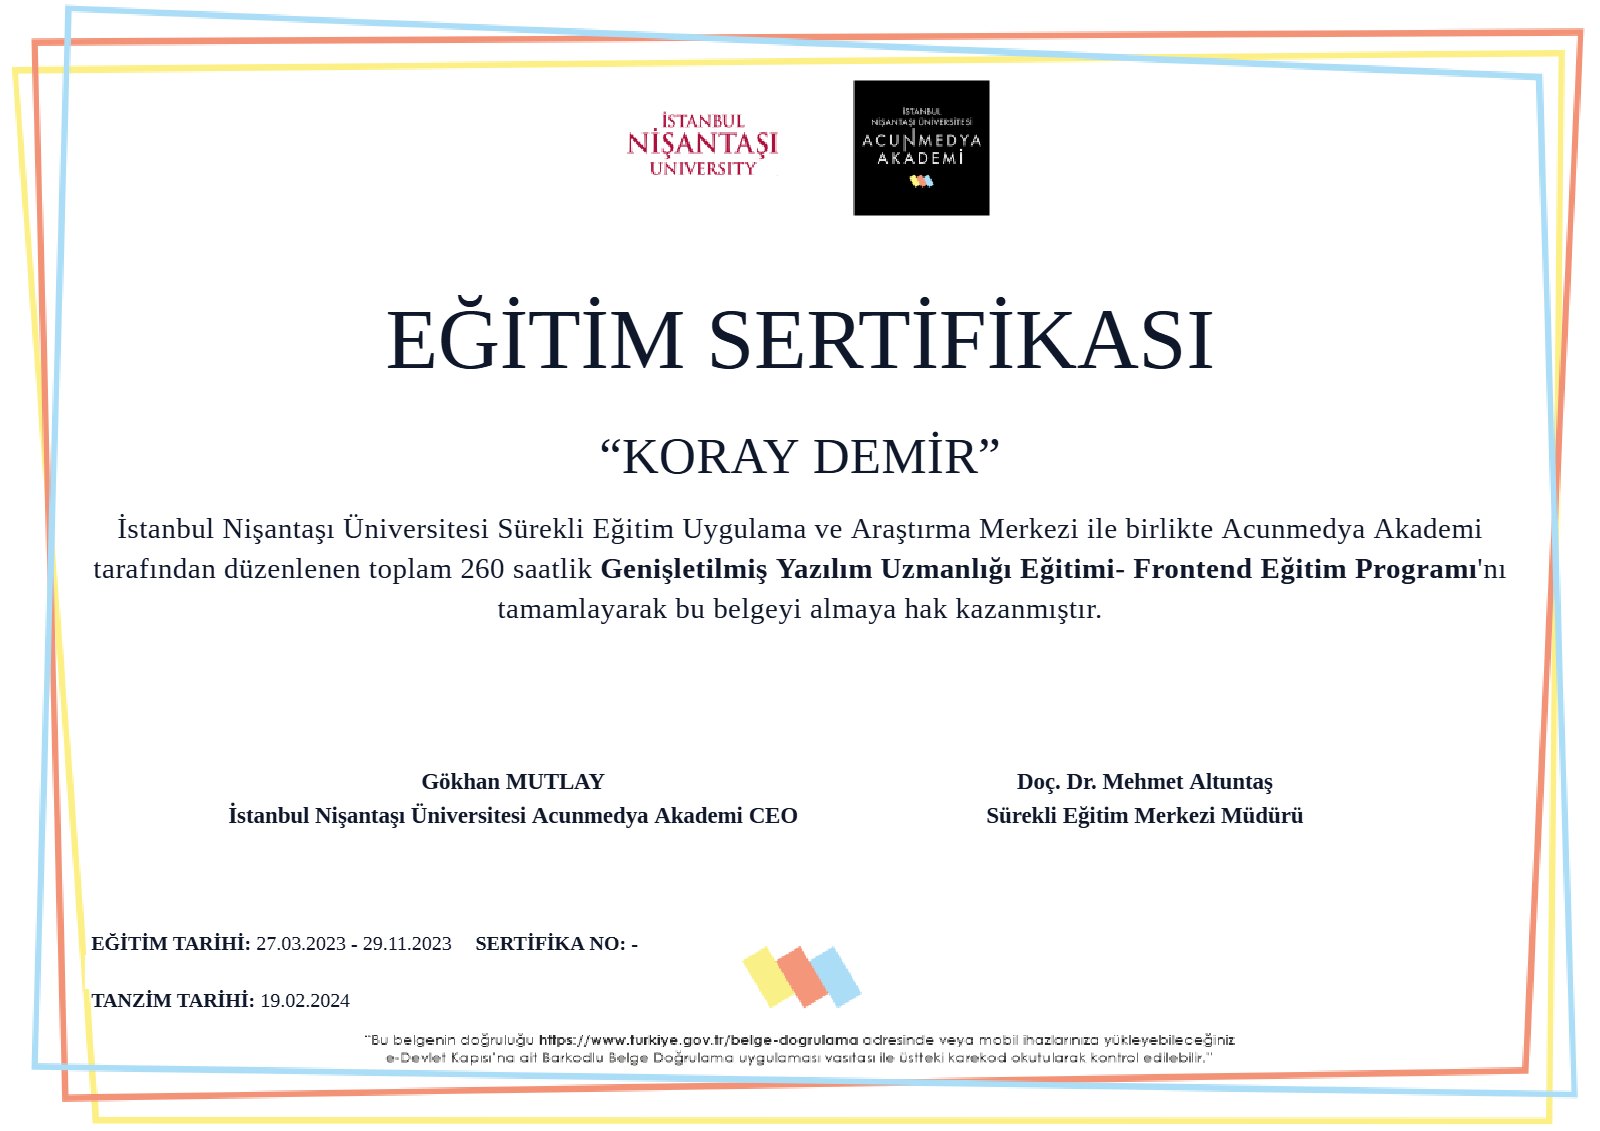 İSTANBUL
NİŞANTAŞI
UNIVERSITY
İSTANBUL
NİŞANTAŞI ÜNİVERSİTESİ
ACUNMEDYA
AKADEMİ
EĞİTİM SERTİFİKASI
“KORAY DEMİR”
İstanbul Nişantaşı Üniversitesi Sürekli Eğitim Uygulama ve Araştırma Merkezi ile birlikte Acunmedya Akademi
tarafından düzenlenen toplam 260 saatlik Genişletilmiş Yazılım Uzmanlığı Eğitimi- Frontend Eğitim Programı'nı
tamamlayarak bu belgeyi almaya hak kazanmıştır.
Gökhan MUTLAY
İstanbul Nişantaşı Üniversitesi Acunmedya Akademi CEO
Doç. Dr. Mehmet Altuntaş
Sürekli Eğitim Merkezi Müdürü
EĞİTİM TARİHİ: 27.03.2023 - 29.11.2023 SERTİFİKA NO: -
TANZİM TARİHİ: 19.02.2024
"Bu belgenin doğruluğu https://www.turkiye.gov.tr/belge-dogrulama adresinde veya mobil ihazlarınıza yükleyebileceğiniz
e-Devlet Kapısı'na ait Barkodlu Belge Doğrulama uygulaması vasıtası ile üstteki karekod okutularak kontrol edilebilir."